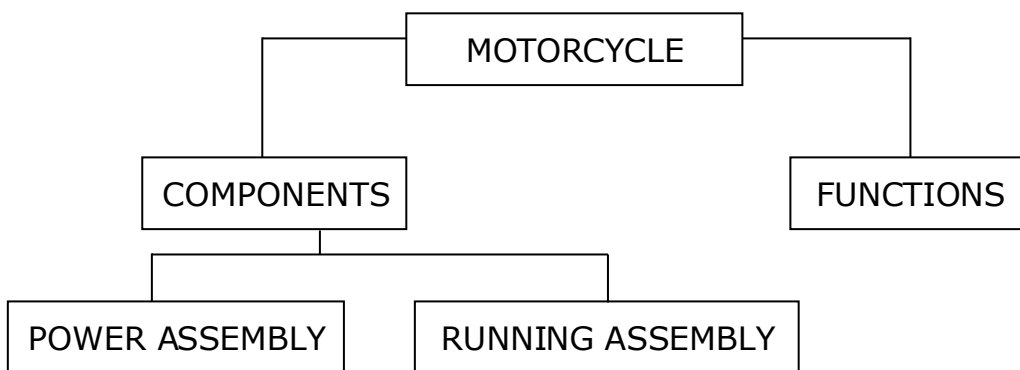 MOTORCYCLE
COMPONENTS
FUNCTIONS
POWER ASSEMBLY
RUNNING ASSEMBLY